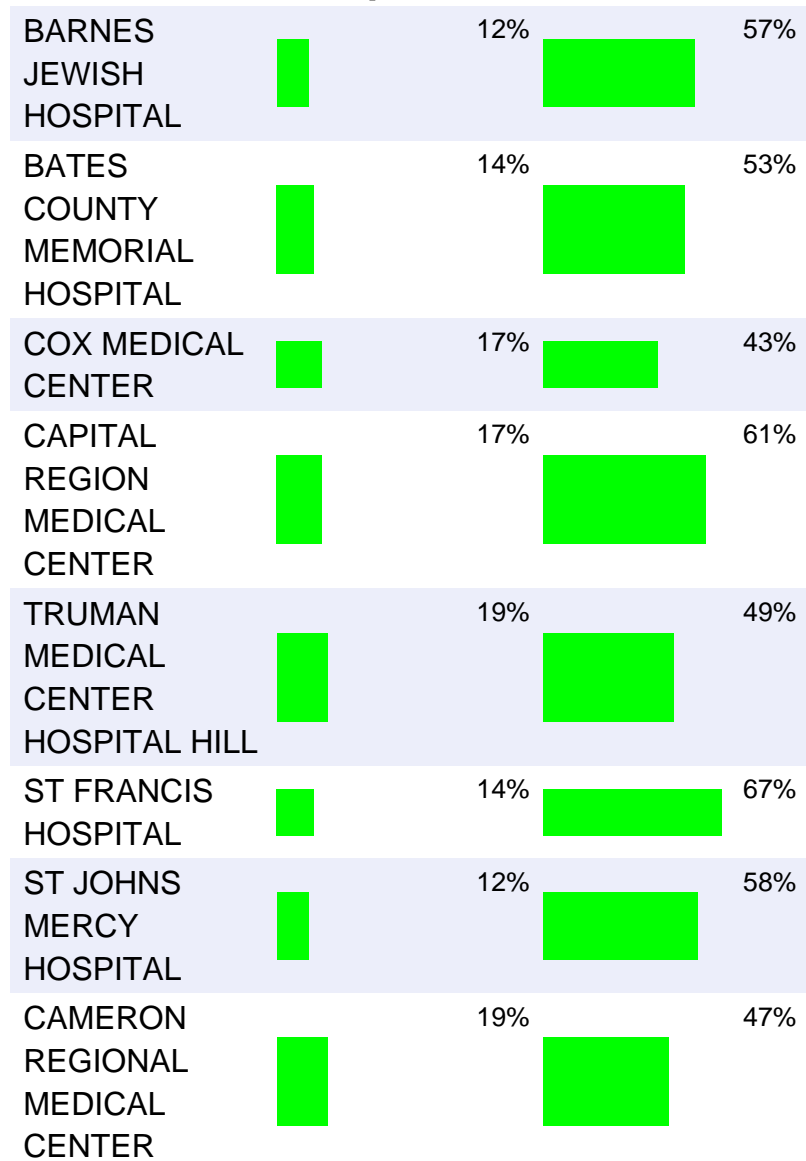 BARNES 12% 57%
JEWISH
HOSPITAL
BATES 14% 53%
COUNTY
MEMORIAL
HOSPITAL
COX MEDICAL 17% 43%
CENTER
CAPITAL 17% 61%
REGION
MEDICAL
CENTER
TRUMAN 19% 49%
MEDICAL
CENTER
HOSPITAL HILL
ST FRANCIS 14% 67%
HOSPITAL
ST JOHNS 12% 58%
MERCY
HOSPITAL
CAMERON 19% 47%
REGIONAL
MEDICAL
CENTER